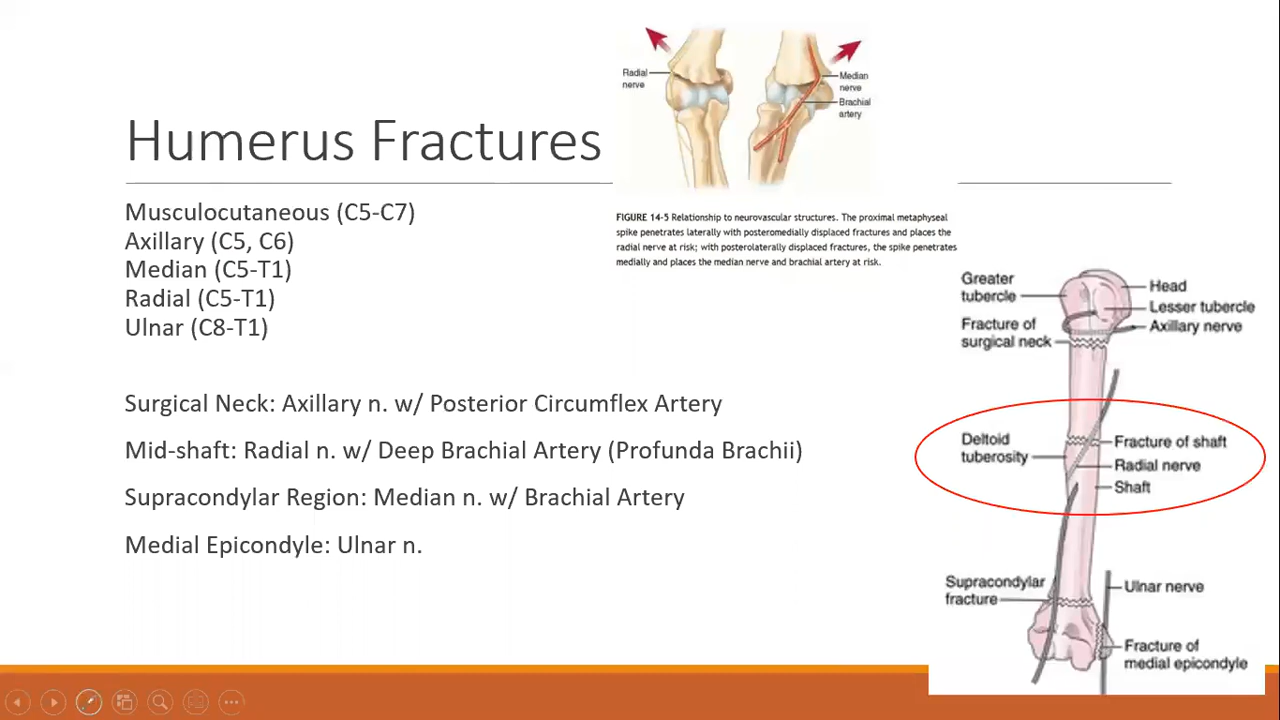 Radial
nerve
Median
nerve
Brachial
artery
Humerus Fractures
Musculocutaneous (C5-C7)
Axillary (C5, C6)
Median (C5-T1)
Radial (C5-T1)
Ulnar (C8-T1)
FIGURE 14-5 Relationship to neurovascular structures. The proximal metaphyseal
spike penetrates laterally with posteromedially displaced fractures and places the
radial nerve at risk; with posterolaterally displaced fractures, the spike penetrates
medially and places the median nerve and brachial artery at risk.
Surgical Neck: Axillary n. w/ Posterior Circumflex Artery
Mid-shaft: Radial n. w/ Deep Brachial Artery (Profunda Brachii)
Supracondylar Region: Median n. w/ Brachial Artery
Medial Epicondyle: Ulnar n.
Greater
tubercle
Head
Lesser tubercle
Fracture of
surgical neck
Axillary nerve
Deltoid
tuberosity
Fracture of shaft
Radial nerve
Shaft
Supracondylar
fracture
Ulnar nerve
Fracture of
medial epicondyle